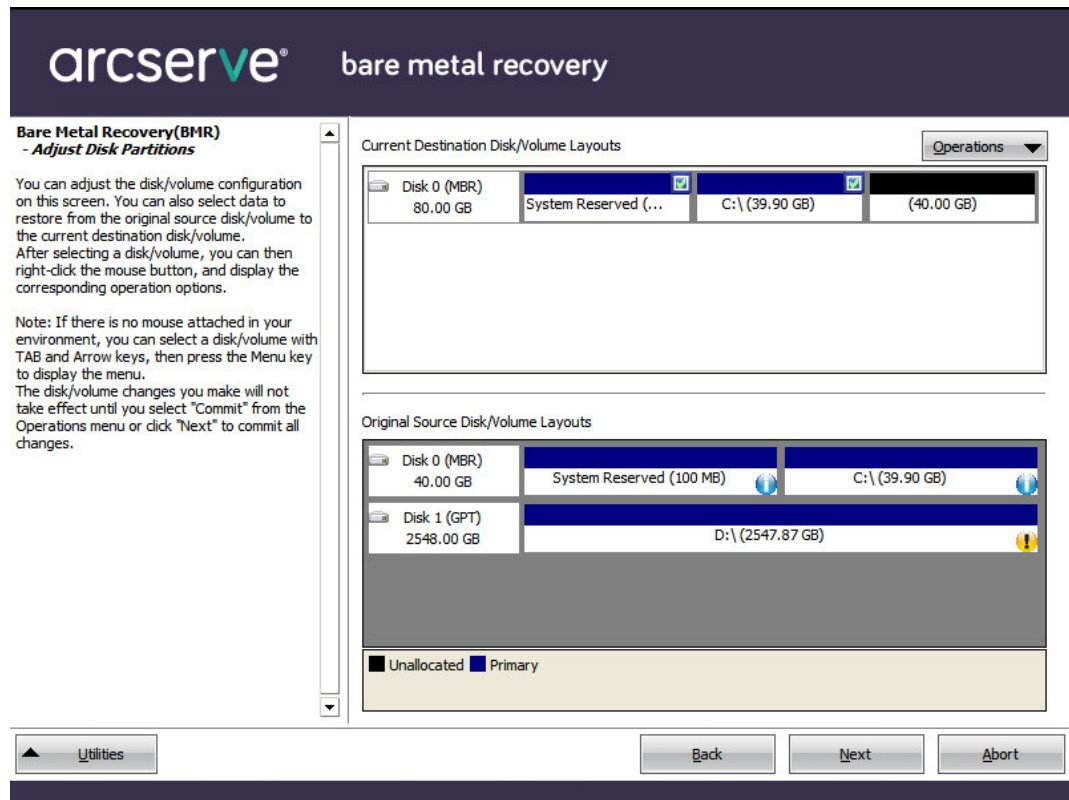 arcserve® bare metal recovery
Bare Metal Recovery(BMR)
- Adjust Disk Partitions
You can adjust the disk/volume configuration
on this screen. You can also select data to
restore from the original source disk/volume to
the current destination disk/volume.
After selecting a disk/volume, you can then
right-click the mouse button, and display the
corresponding operation options.
Note: If there is no mouse attached in your
environment, you can select a disk/volume with
TAB and Arrow keys, then press the Menu key
to display the menu.
The disk/volume changes you make will not
take effect until you select "Commit" from the
Operations menu or click "Next" to commit all
changes.
Current Destination Disk/Volume Layouts
Operations
Disk 0 (MBR)
80.00 GB
System Reserved (...
C:\ (39.90 GB)
(40.00 GB)
Original Source Disk/Volume Layouts
Disk 0 (MBR)
40.00 GB
System Reserved (100 MB)
C:\ (39.90 GB)
Disk 1 (GPT)
2548.00 GB
D:\ (2547.87 GB)
Unallocated Primary
Utilities
Back
Next
Abort